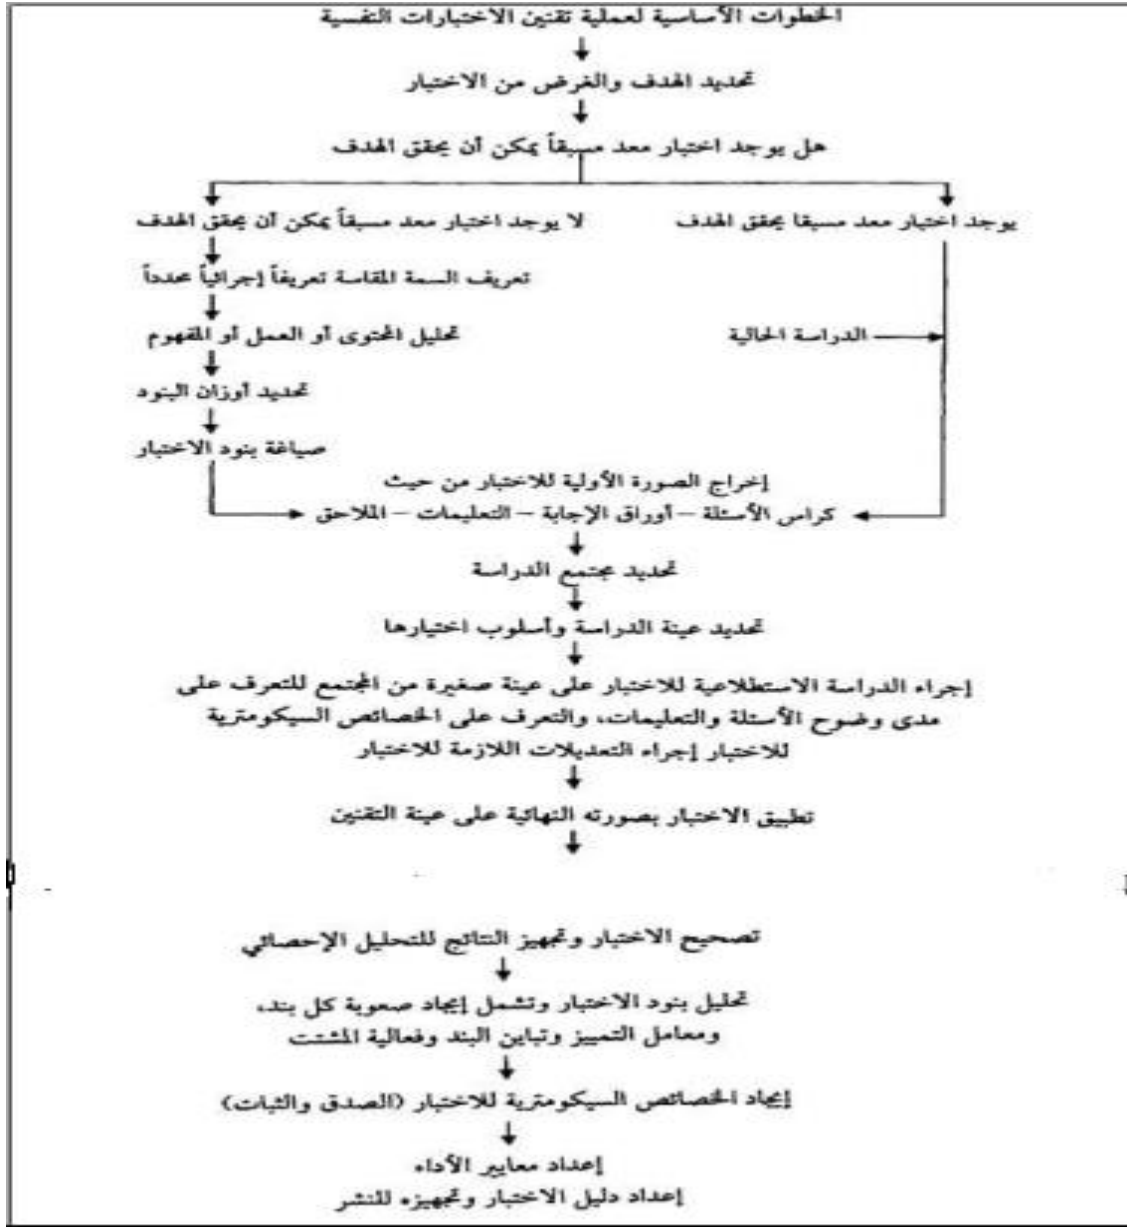 الخطوات الأساسية لعملية تقنين الاختبارات النفسية
تحديد الهدف والغرض من الاختبار
هل يوجد اختبار معد مسبقاً يمكن أن يحقق الهدف
يوجد اختبار معد مسبقا يحقق الهدف
لا يوجد اختبار معد مسبقاً يمكن أن يحقق الهدف
تعريف السمة المقاسة تعريفاً إجرائياً محدداً
الدراسة الحالية
تحليل المحتوى أو العمل أو المفهوم
تحديد أوزان البنود
صياغة بنود الاختبار
إخراج الصورة الأولية للاختبار من حيث
كراس الأسئلة – أوراق الإجابة – التعليمات – الملاحق
تحديد مجتمع الدراسة
تحديد عينة الدراسة وأسلوب اختيارها
إجراء الدراسة الاستطلاعية للاختبار على عينة صغيرة من المجتمع للتعرف على
مدى وضوح الأسئلة والتعليمات، والتعرف على الخصائص السيكومترية
للاختبار إجراء التعديلات اللازمة للاختبار
تطبيق الاختبار بصورته النهائية على عينة التقنين
تصحيح الاختبار وتجهيز النتائج للتحليل الإحصائي
تحليل بنود الاختبار وتشمل إيجاد صعوبة كل بند،
ومعامل التمييز وتباين البند وفعالية المشتت
إيجاد الخصائص السيكومترية للاختبار (الصدق والثبات)
إعداد معايير الأداء
إعداد دليل الاختبار وتجهيزه للنشر